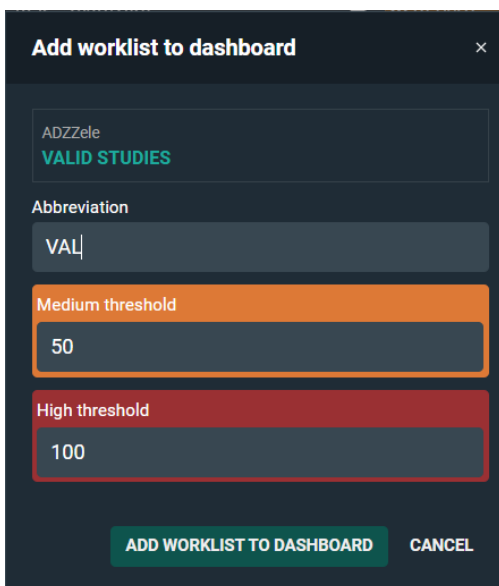 Add worklist to dashboard ×
ADZZele
VALID STUDIES
Abbreviation
VAL
Medium threshold
50
High threshold
100
ADD WORKLIST TO DASHBOARD CANCEL